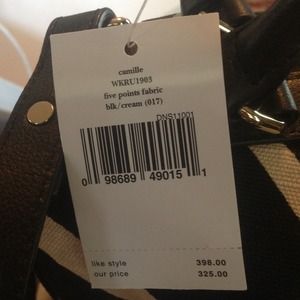 camille
WKRU1903
five points fabric
blk/cream (017)
DNS11001
0 98689 49015 1
like style 398.00
our price 325.00